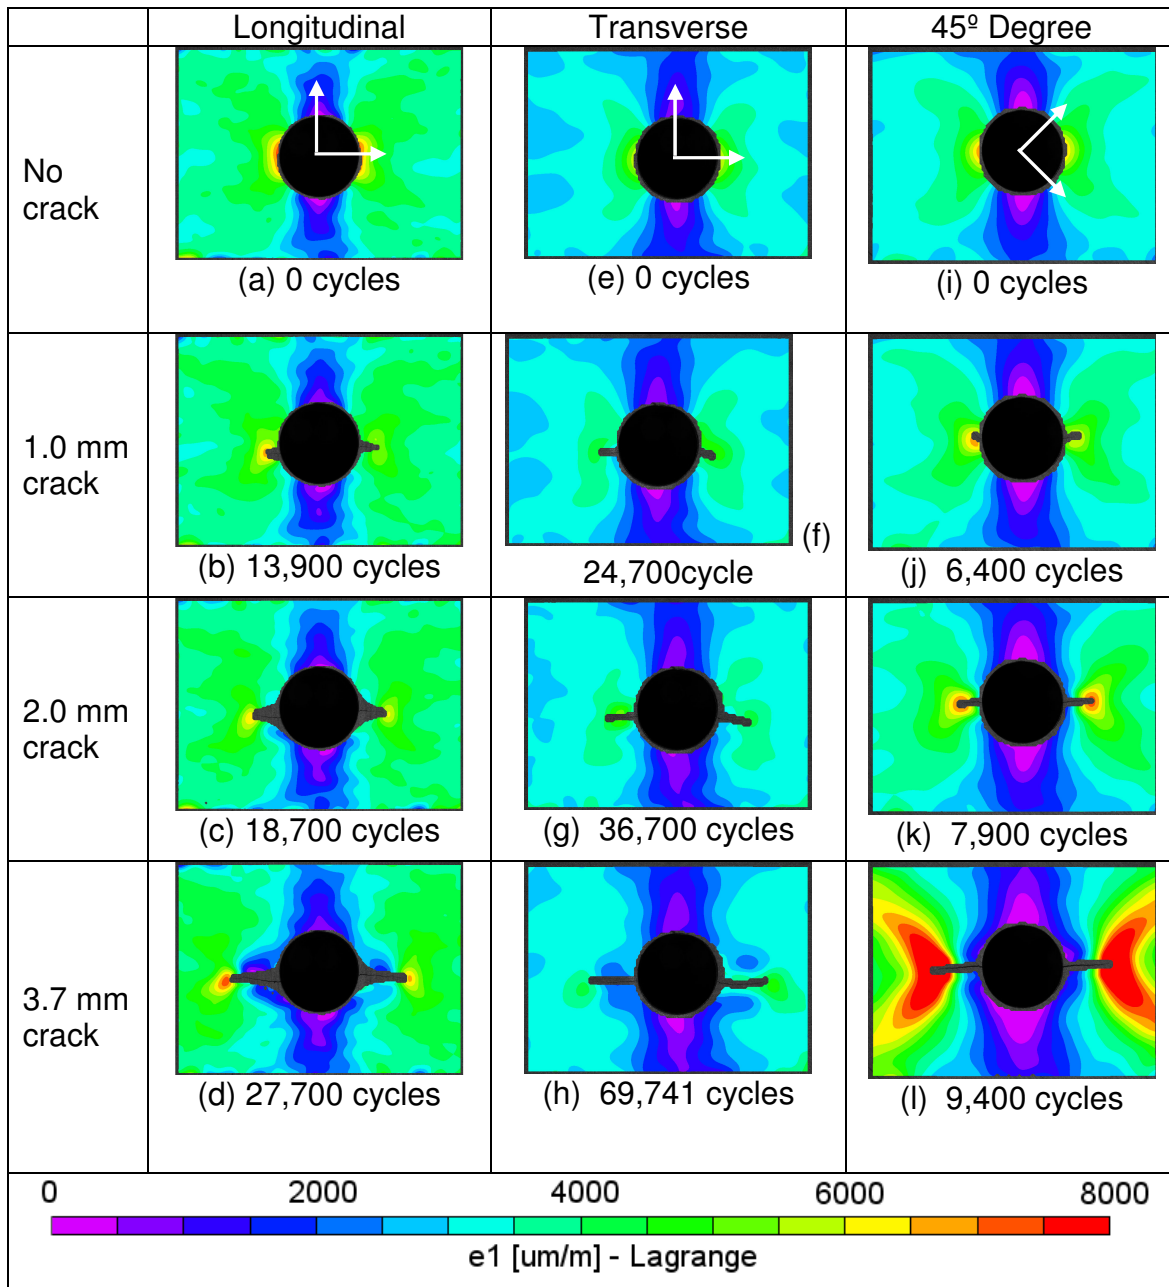 Longitudinal Transverse 45º Degree
No
crack
(a) 0 cycles (e) 0 cycles (i) 0 cycles
1.0 mm
crack
(f)
(b) 13,900 cycles 24,700cycle (j) 6,400 cycles
2.0 mm
crack
(c) 18,700 cycles (g) 36,700 cycles (k) 7,900 cycles
3.7 mm
crack
(d) 27,700 cycles (h) 69,741 cycles (l) 9,400 cycles
0 2000 4000 6000 8000
e1 [um/m] - Lagrange